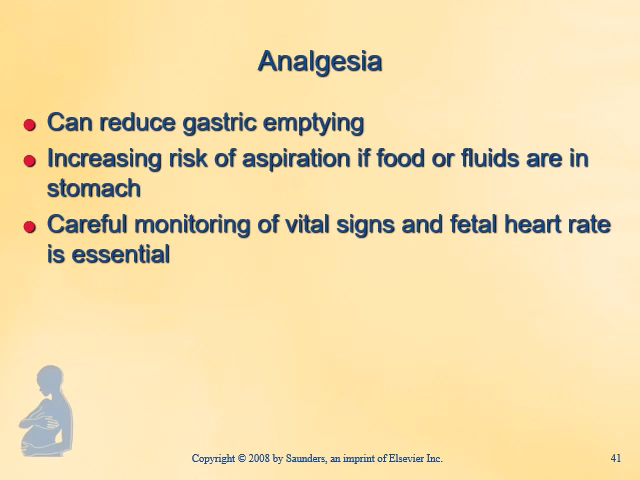 Analgesia
● Can reduce gastric emptying
● Increasing risk of aspiration if food or fluids are in
stomach
● Careful monitoring of vital signs and fetal heart rate
is essential
Copyright © 2008 by Saunders, an imprint of Elsevier Inc.
41